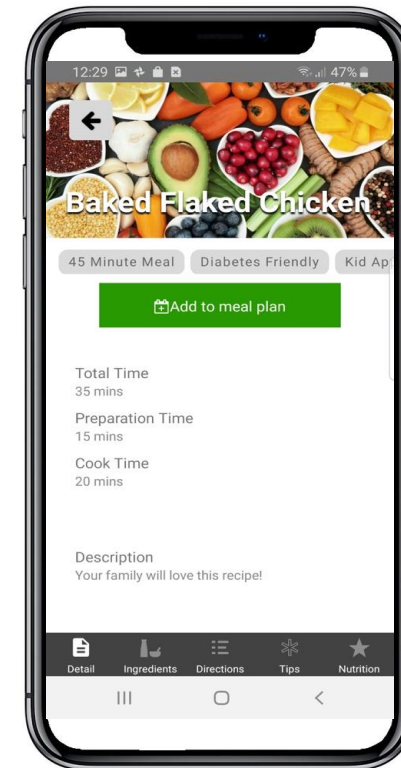 12:29 47%
Baked Flaked Chicken
45 Minute Meal Diabetes Friendly Kid Ap
Add to meal plan
Total Time
35 mins
Preparation Time
15 mins
Cook Time
20 mins
Description
Your family will love this recipe!
Detail Ingredients Directions Tips Nutrition